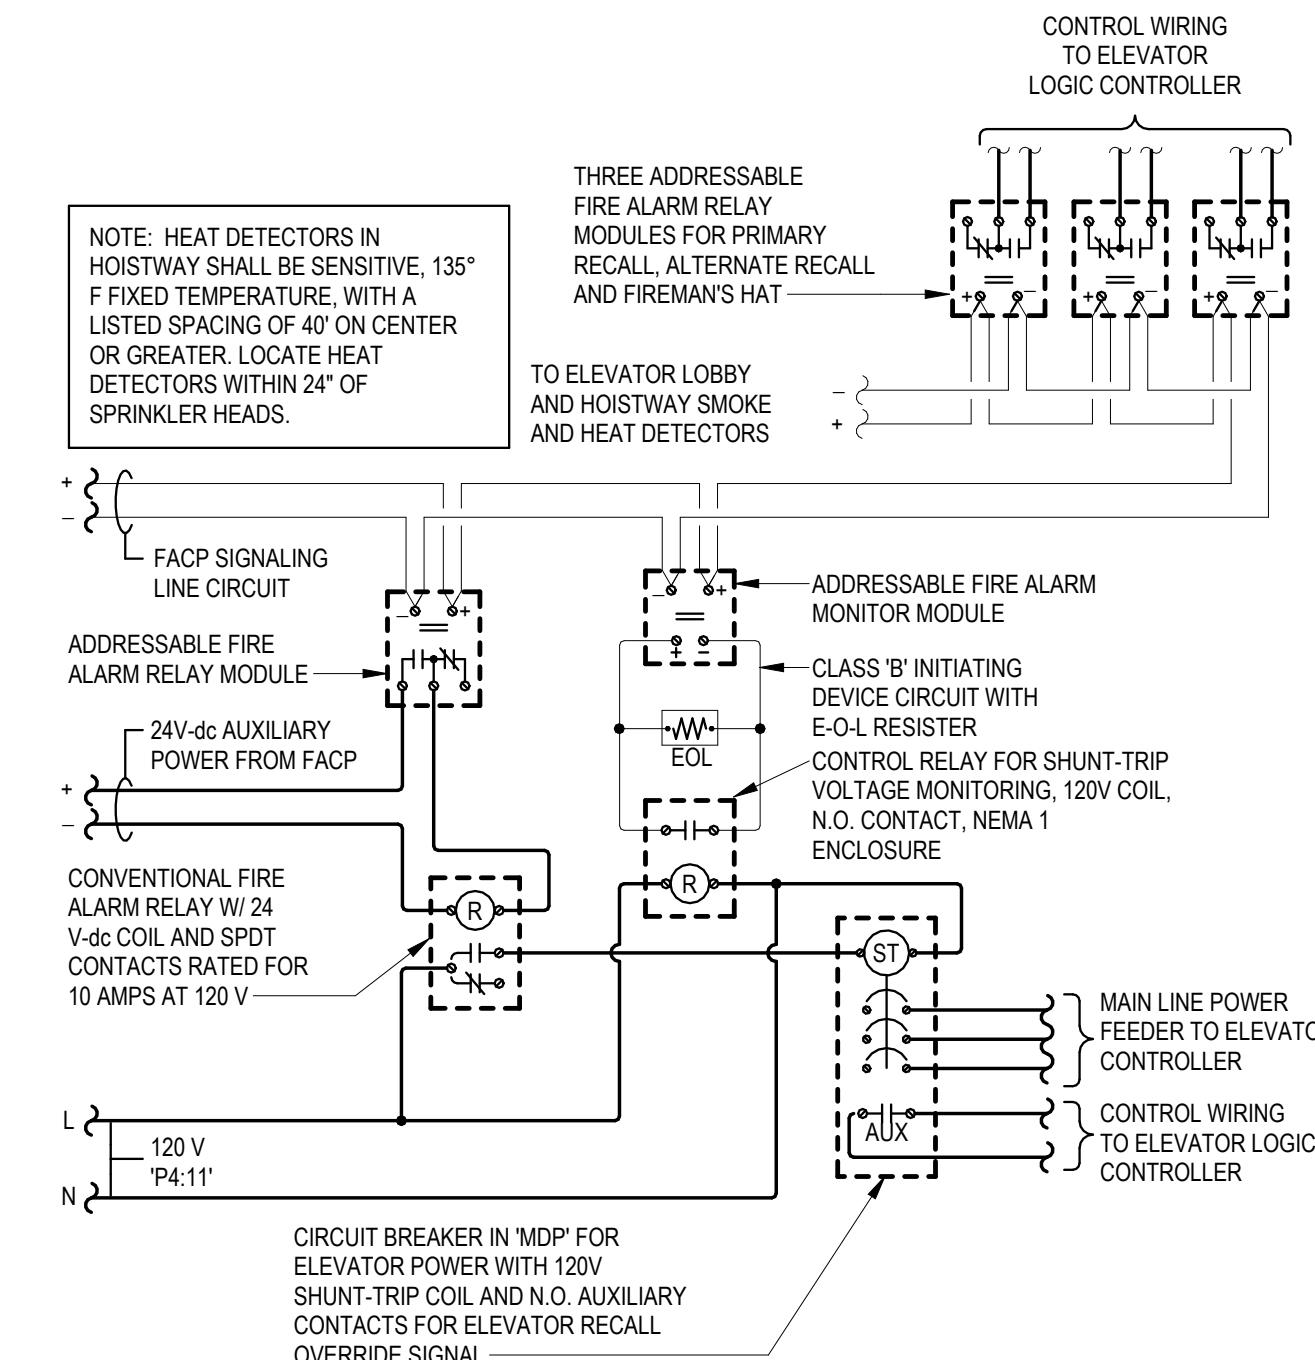 CONTROL WIRING
TO ELEVATOR
LOGIC CONTROLLER
THREE ADDRESSABLE
FIRE ALARM RELAY
MODULES FOR PRIMARY
RECALL, ALTERNATE RECALL
AND FIREMAN'S HAT
+ −
+ −
+ −
NOTE: HEAT DETECTORS IN
HOISTWAY SHALL BE SENSITIVE, 135°
F FIXED TEMPERATURE, WITH A
LISTED SPACING OF 40' ON CENTER
OR GREATER. LOCATE HEAT
DETECTORS WITHIN 24" OF
SPRINKLER HEADS.
TO ELEVATOR LOBBY
AND HOISTWAY SMOKE
AND HEAT DETECTORS
−
+
+
−
FACP SIGNALING
LINE CIRCUIT
− +
ADDRESSABLE FIRE
ALARM RELAY MODULE
− +
+ −
ADDRESSABLE FIRE ALARM
MONITOR MODULE
CLASS 'B' INITIATING
DEVICE CIRCUIT WITH
E-O-L RESISTER
EOL
24V-dc AUXILIARY
POWER FROM FACP
+
−
CONTROL RELAY FOR SHUNT-TRIP
VOLTAGE MONITORING, 120V COIL,
N.O. CONTACT, NEMA 1
ENCLOSURE
R
CONVENTIONAL FIRE
ALARM RELAY W/ 24
V-dc COIL AND SPDT
CONTACTS RATED FOR
10 AMPS AT 120 V
R
ST
MAIN LINE POWER
FEEDER TO ELEVATO
CONTROLLER
AUX
CONTROL WIRING
TO ELEVATOR LOGIC
CONTROLLER
L
120 V
'P4:11'
N
CIRCUIT BREAKER IN 'MDP' FOR
ELEVATOR POWER WITH 120V
SHUNT-TRIP COIL AND N.O. AUXILIARY
CONTACTS FOR ELEVATOR RECALL
OVERRIDE SIGNAL